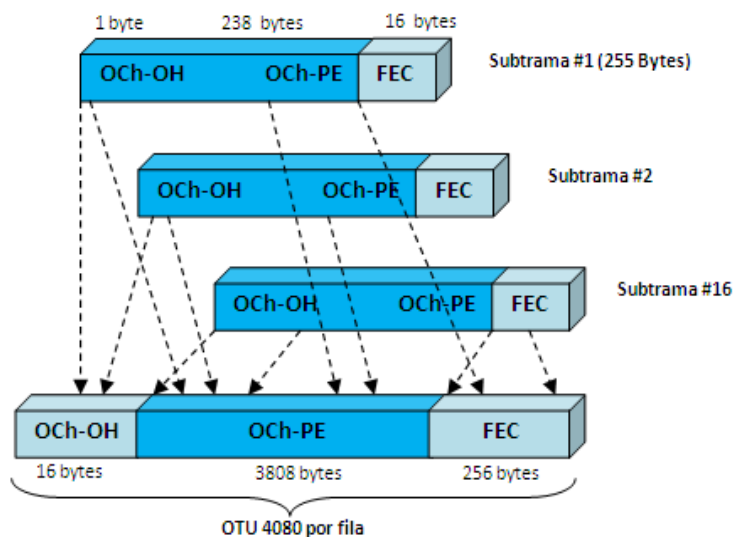 1 byte 238 bytes 16 bytes
OCh-OH OCh-PE FEC
Subtrama #1 (255 Bytes)
OCh-OH OCh-PE FEC
Subtrama #2
OCh-OH OCh-PE FEC
Subtrama #16
OCh-OH OCh-PE FEC
16 bytes 3808 bytes 256 bytes
OTU 4080 por fila